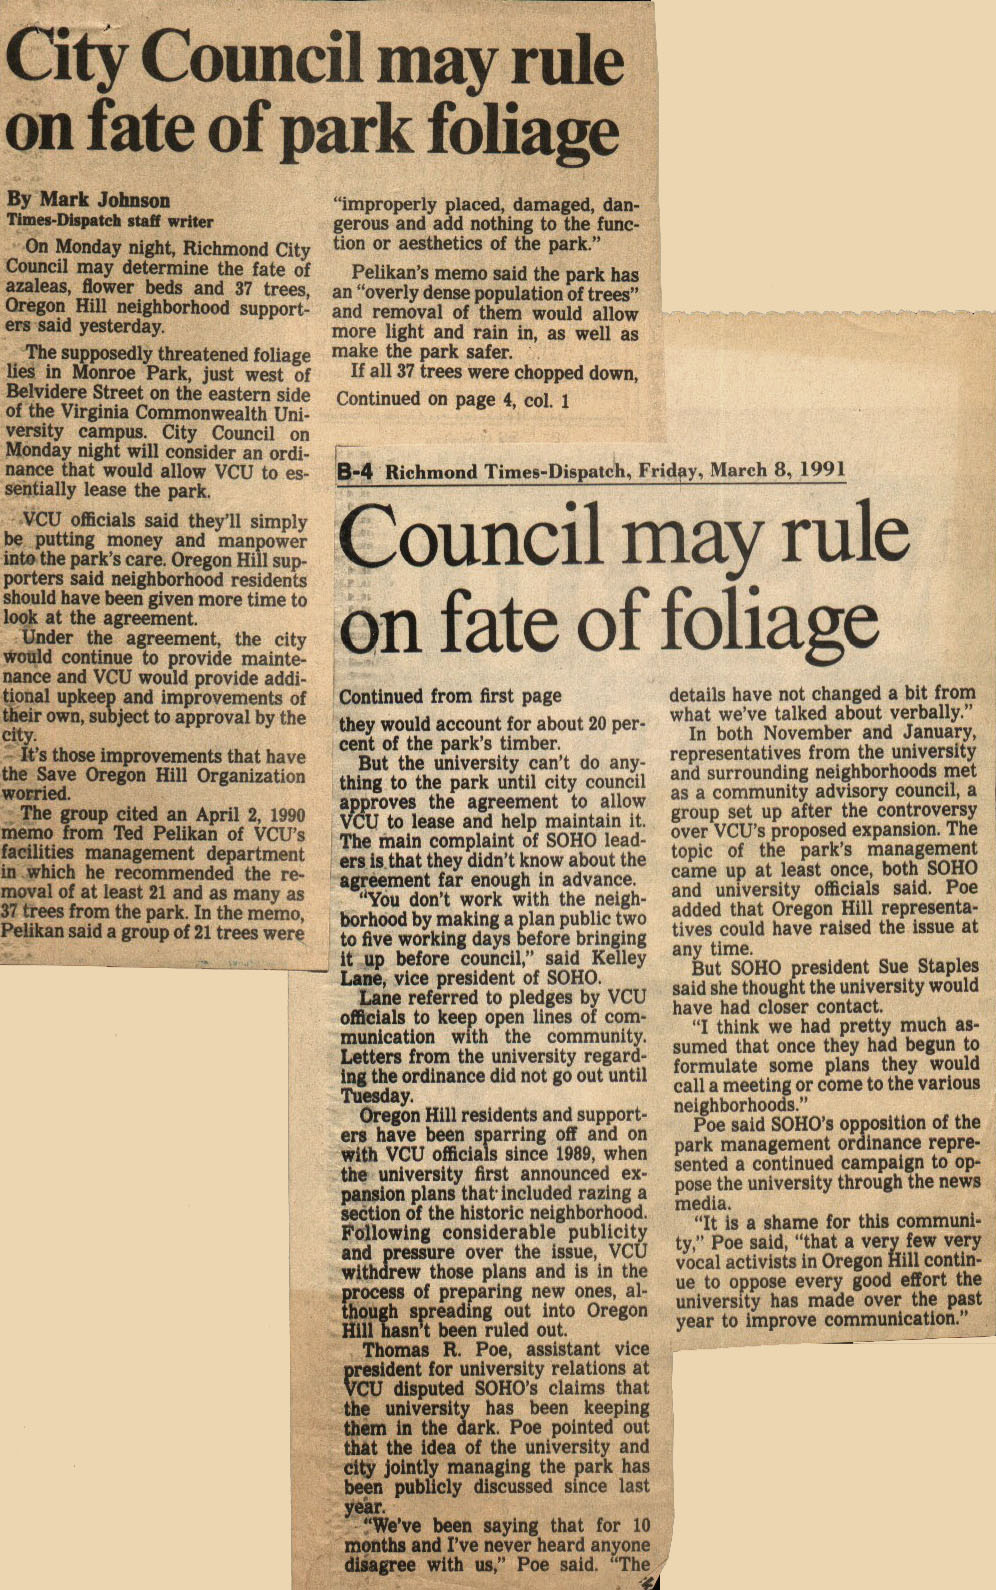 City Council may rule
on fate of park foliage
By Mark Johnson
Times-Dispatch staff writer
On Monday night, Richmond City
Council may determine the fate of
azaleas, flower beds and 37 trees,
Oregon Hill neighborhood support-
ers said yesterday.
The supposedly threatened foliage
lies in Monroe Park, just west of
Belvidere Street on the eastern side
of the Virginia Commonwealth Uni-
versity campus. City Council on
Monday night will consider an ordi-
nance that would allow VCU to es-
sentially lease the park.
VCU officials said they'll simply
be putting money and manpower
into the park's care. Oregon Hill sup-
porters said neighborhood residents
should have been given more time to
look at the agreement.
Under the agreement, the city
would continue to provide mainte-
nance and VCU would provide addi-
tional upkeep and improvements of
their own, subject to approval by the
city.
It's those improvements that have
the Save Oregon Hill Organization
worried.
The group cited an April 2, 1990
memo from Ted Pelikan of VCU's
facilities management department
in which he recommended the re-
moval of at least 21 and as many as
37 trees from the park. In the memo,
Pelikan said a group of 21 trees were
"improperly placed, damaged, dan-
gerous and add nothing to the func-
tion or aesthetics of the park."
Pelikan's memo said the park has
an "overly dense population of trees"
and removal of them would allow
more light and rain in, as well as
make the park safer.
If all 37 trees were chopped down,
Continued on page 4, col. 1
B-4 Richmond Times-Dispatch, Friday, March 8, 1991
Council may rule
on fate of foliage
Continued from first page
they would account for about 20 per-
cent of the park's timber.
But the university can't do any-
thing to the park until city council
approves the agreement to allow
VCU to lease and help maintain it.
The main complaint of SOHO lead-
ers is that they didn't know about the
agreement far enough in advance.
"You don't work with the neigh-
borhood by making a plan public two
to five working days before bringing
it up before council," said Kelley
Lane, vice president of SOHO.
Lane referred to pledges by VCU
officials to keep open lines of com-
munication with the community.
Letters from the university regard-
ing the ordinance did not go out until
Tuesday.
Oregon Hill residents and support-
ers have been sparring off and on
with VCU officials since 1989, when
the university first announced ex-
pansion plans that included razing a
section of the historic neighborhood.
Following considerable publicity
and pressure over the issue, VCU
withdrew those plans and is in the
process of preparing new ones, al-
though spreading out into Oregon
Hill hasn't been ruled out.
Thomas R. Poe, assistant vice
president for university relations at
VCU disputed SOHO's claims that
the university has been keeping
them in the dark. Poe pointed out
that the idea of the university and
city jointly managing the park has
been publicly discussed since last
year.
"We've been saying that for 10
months and I've never heard anyone
disagree with us," Poe said. "The
details have not changed a bit from
what we've talked about verbally."
In both November and January,
representatives from the university
and surrounding neighborhoods met
as a community advisory council, a
group set up after the controversy
over VCU's proposed expansion. The
topic of the park's management
came up at least once, both SOHO
and university officials said. Poe
added that Oregon Hill representa-
tives could have raised the issue at
any time.
But SOHO president Sue Staples
said she thought the university would
have had closer contact.
"I think we had pretty much as-
sumed that once they had begun to
formulate some plans they would
call a meeting or come to the various
neighborhoods."
Poe said SOHO's opposition of the
park management ordinance repre-
sented a continued campaign to op-
pose the university through the news
media.
"It is a shame for this communi-
ty," Poe said, "that a very few very
vocal activists in Oregon Hill contin-
ue to oppose every good effort the
university has made over the past
year to improve communication."